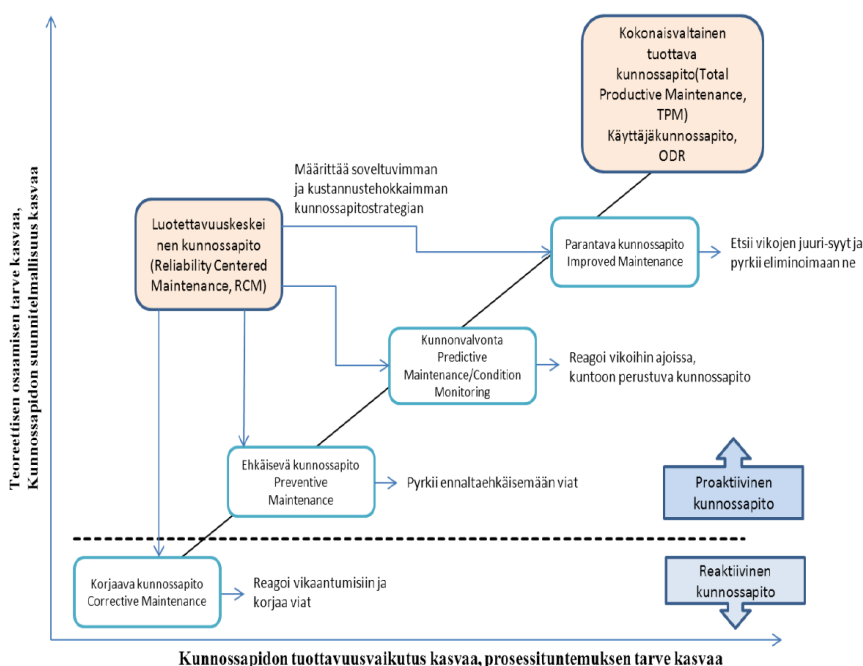 Kokonaisvaltainen
tuottava
kunnossapito(Total
Productive Maintenance,
TPM)
Käyttäjäkunnossapito,
ODR
Määrittää soveltuvimman
ja kustannustehokkaimman
kunnossapitostrategian
Luotettavuuskeskei
nen kunnossapito
(Reliability Centered
Maintenance, RCM)
Parantava kunnossapito
Improved Maintenance
Etsii vikojen juuri-syyt ja
pyrkii eliminoimaan ne
Kunnonvalvonta
Predictive
Maintenance/Condition
Monitoring
Reagoi vikoihin ajoissa,
kuntoon perustuva kunnossapito
Ehkäisevä kunnossapito
Preventive
Maintenance
Pyrkii ennaltaehkäisemään viat
Proaktiivinen
kunnossapito
Korjaava kunnossapito
Corrective Maintenance
Reagoi vikaantumisiin ja
korjaa viat
Reaktiivinen
kunnossapito
Teoreettisen osaamisen tarve kasvaa,
Kunnossapidon suunnitelmallisuus kasvaa
Kunnossapidon tuottavuusvaikutus kasvaa, prosessituntemuksen tarve kasvaa